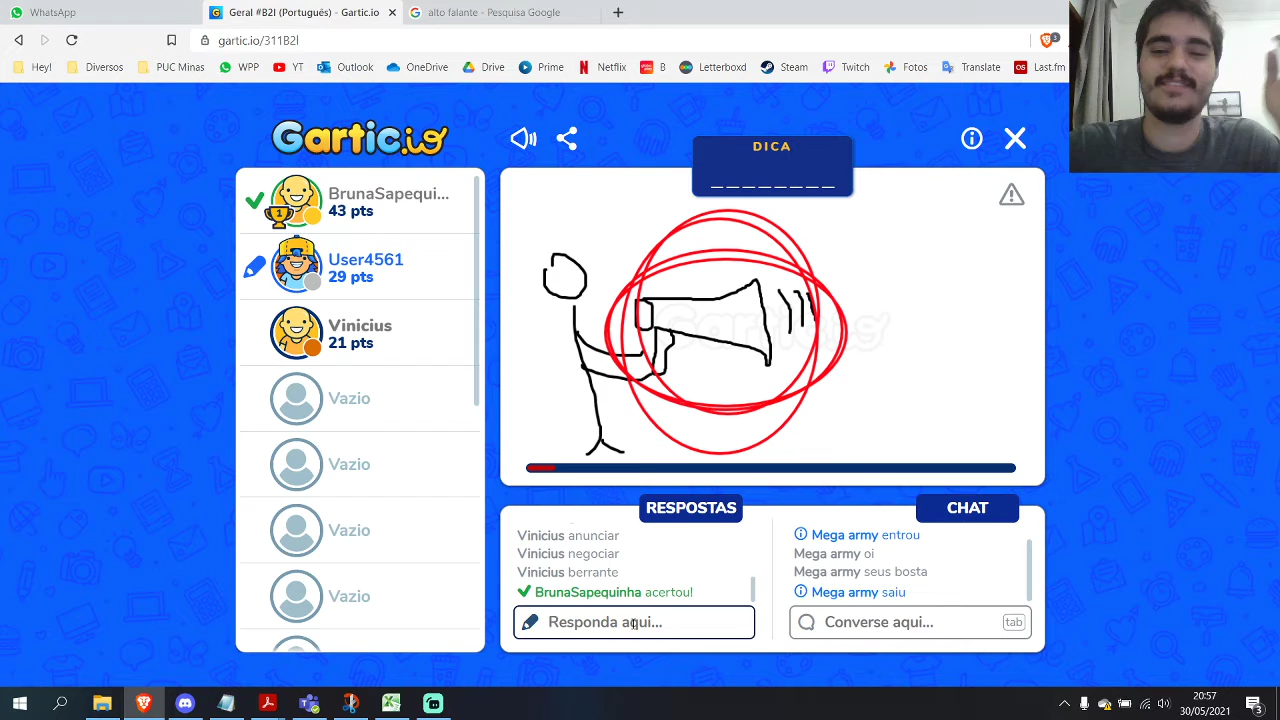 WhatsApp
Geral #B2I (Português) - Gartic.io
alto falante - Pesquisa Google
gartic.io/311B2l
3
Hey!
Diversos
PUC Minas
WPP
YT
Outlook
OneDrive
Drive
Prime
Netflix
B
Letterboxd
Steam
Twitch
Fotos
Translate
Last.fm
Gartic.io
DICA
_ _ _ _ _ _ _ _
BrunaSapequi...
43 pts
User4561
29 pts
Vinicius
21 pts
Vazio
Vazio
Vazio
Vazio
RESPOSTAS
Vinicius anunciar
Vinicius negociar
Vinicius berrante
BrunaSapequinha acertou!
Responda aqui...
CHAT
Mega army entrou
Mega army oi
Mega army seus bosta
Mega army saiu
Converse aqui...
tab
20:57
30/05/2021
3